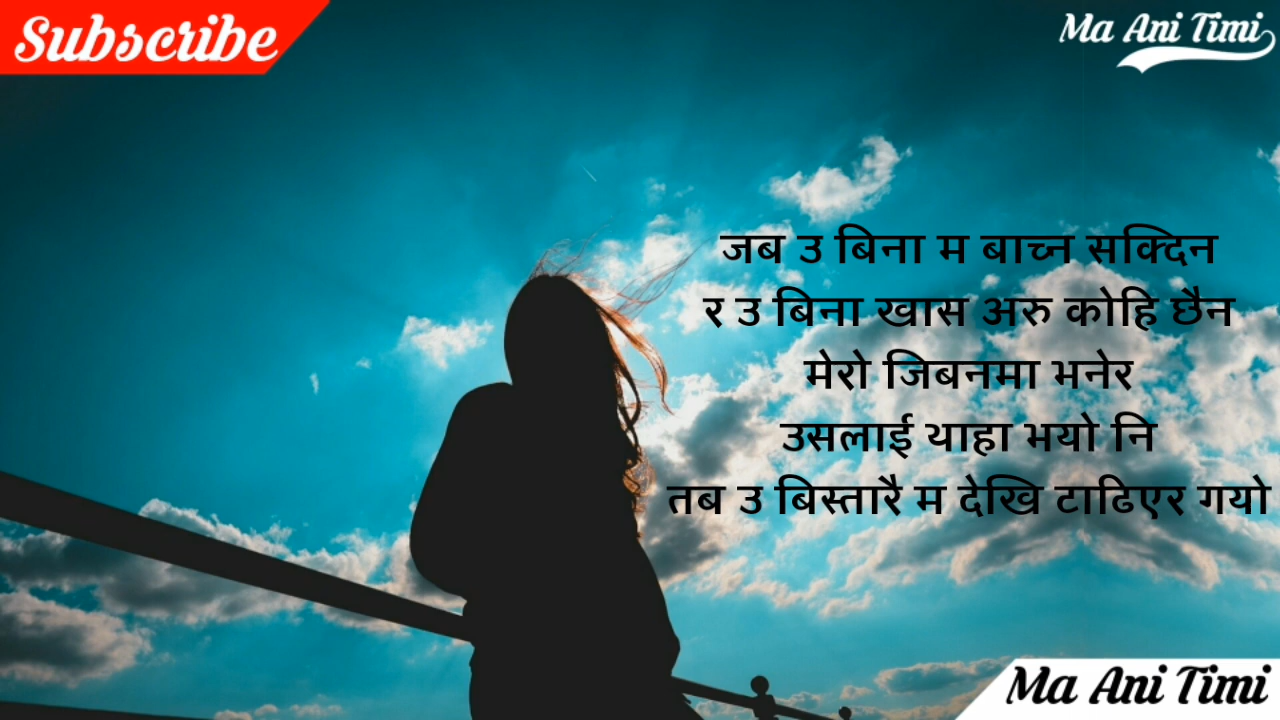 Subscribe
Ma Ani Timi
जब उ बिना म बाच्न सक्दिन
र उ बिना खास अरु कोहि छैन
मेरो जिबनमा भनेर
उसलाई थाहा भयो नि
तब उ बिस्तारै म देखि टाढिएर गयो
Ma Ani Timi